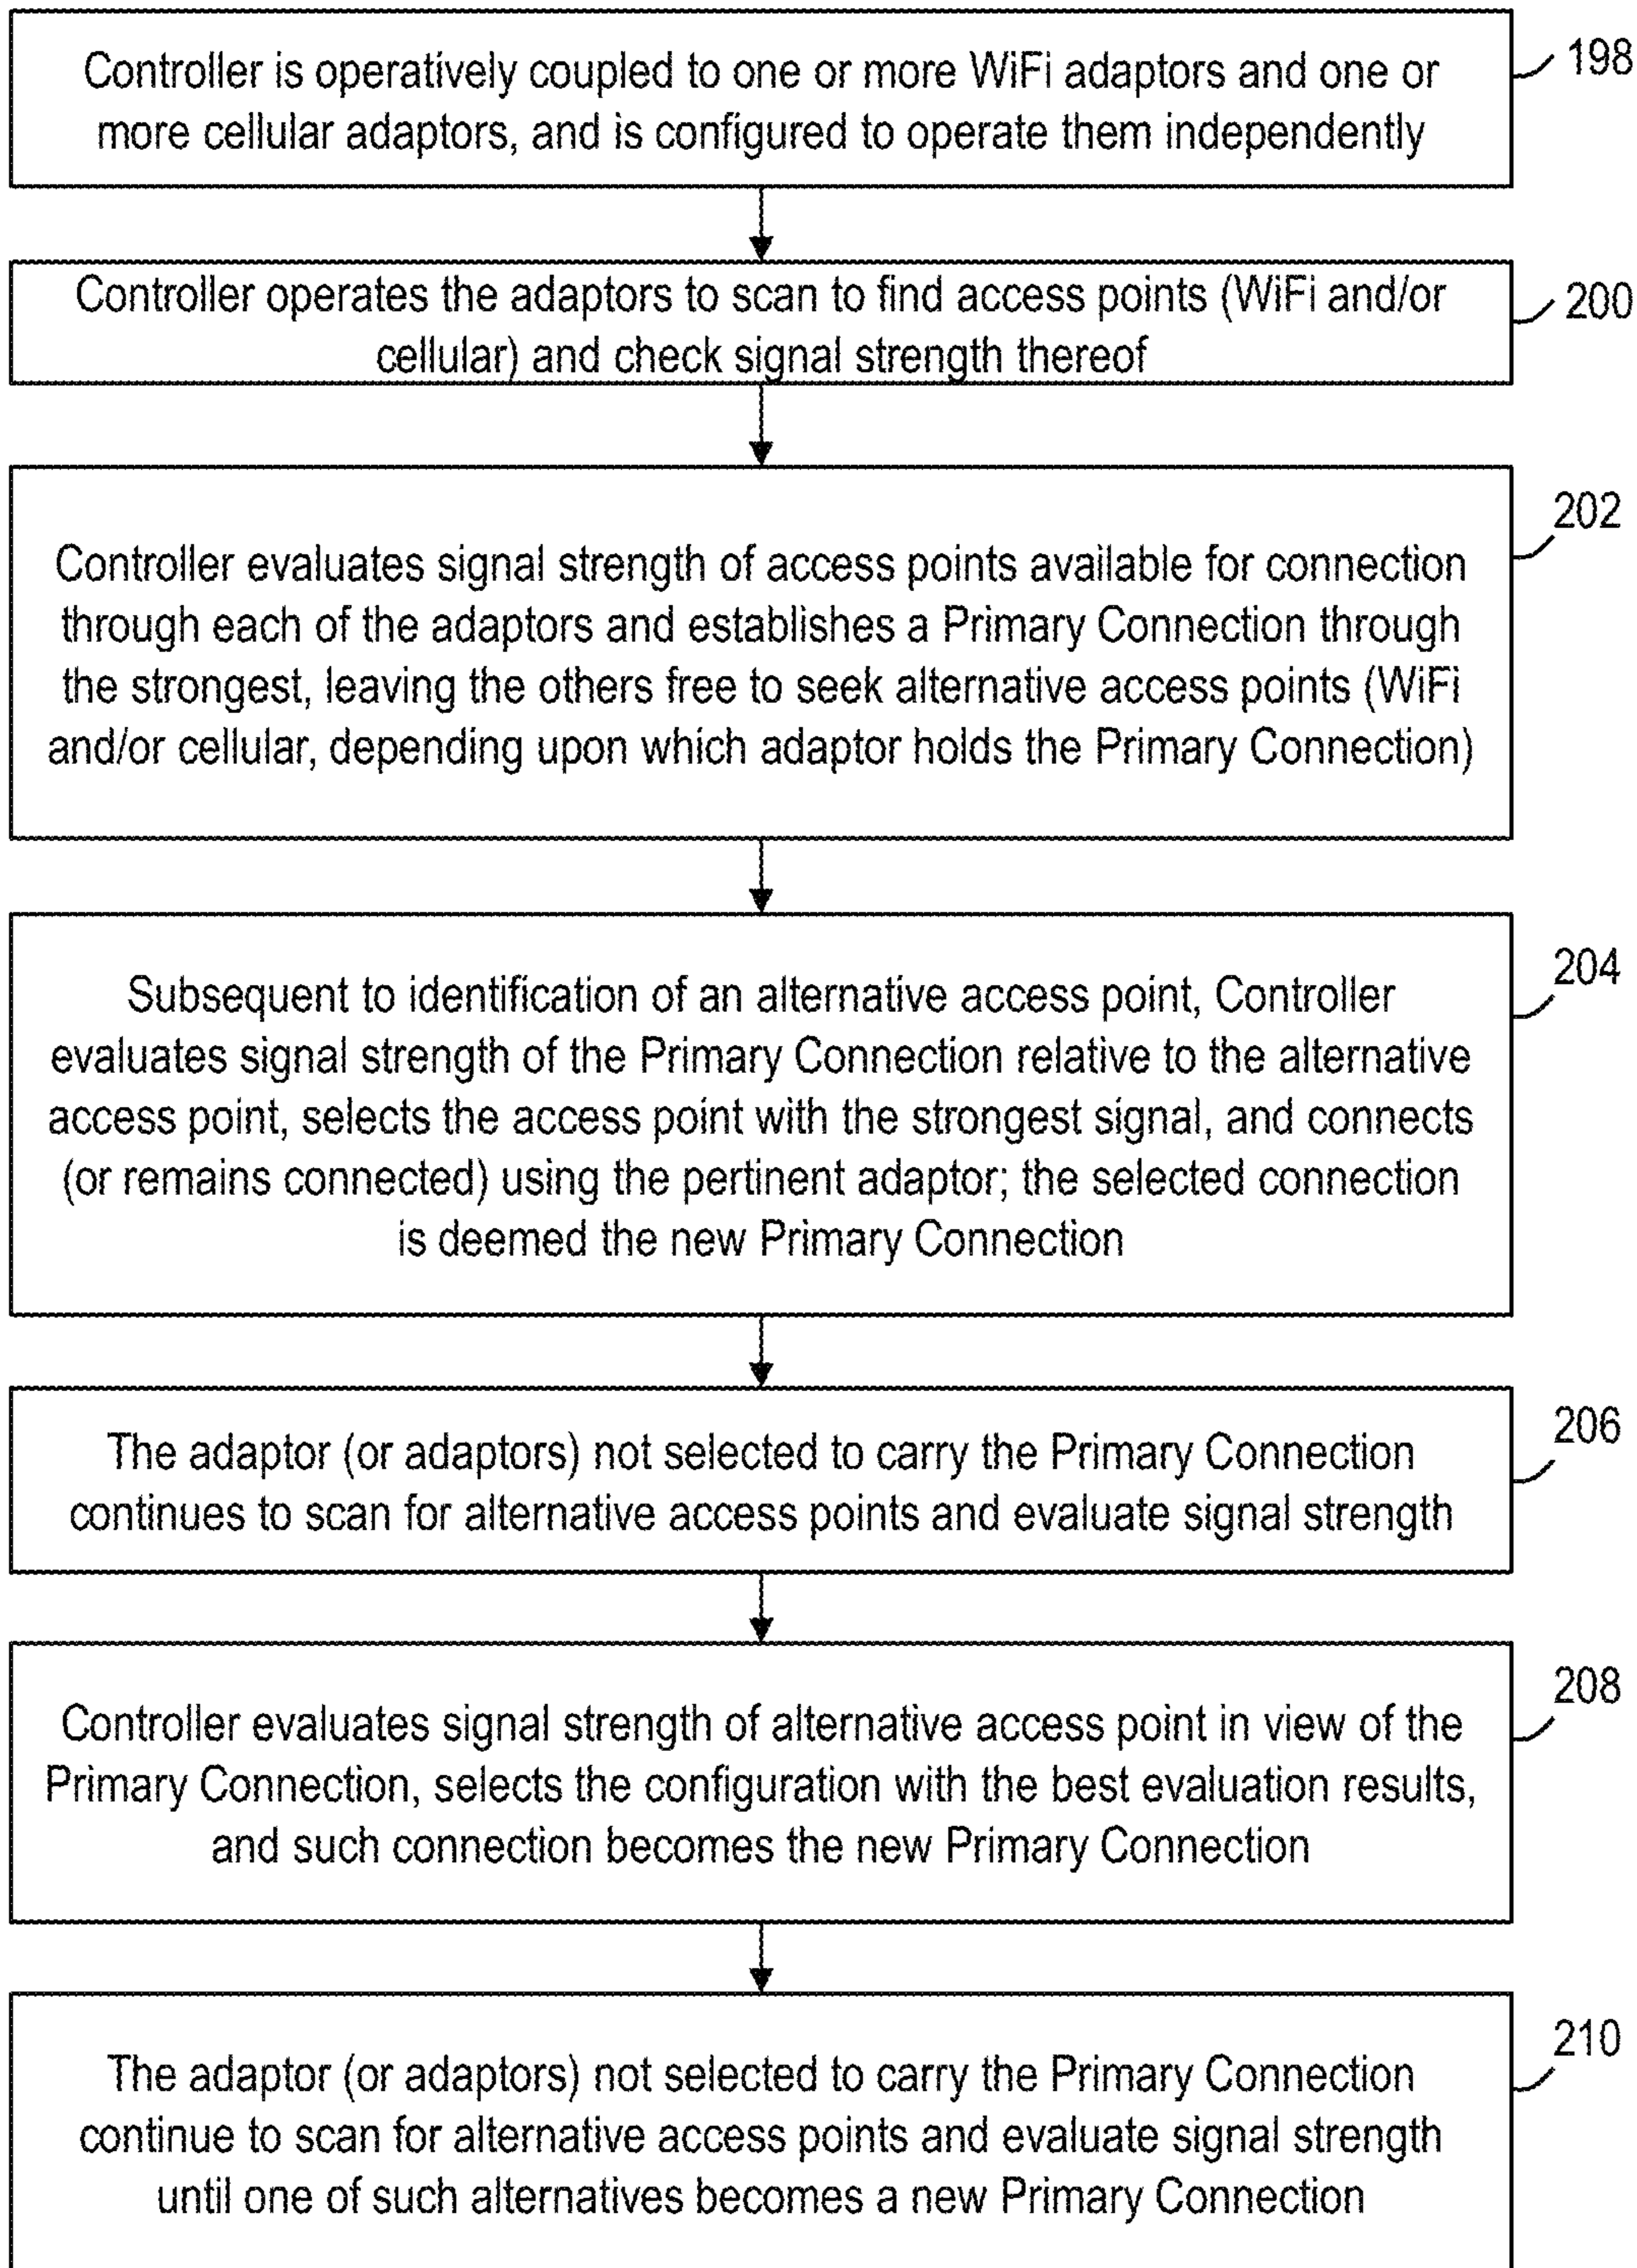 Controller is operatively coupled to one or more WiFi adaptors and one or
more cellular adaptors, and is configured to operate them independently
198
Controller operates the adaptors to scan to find access points (WiFi and/or
cellular) and check signal strength thereof
200
Controller evaluates signal strength of access points available for connection
through each of the adaptors and establishes a Primary Connection through
the strongest, leaving the others free to seek alternative access points (WiFi
and/or cellular, depending upon which adaptor holds the Primary Connection)
202
Subsequent to identification of an alternative access point, Controller
evaluates signal strength of the Primary Connection relative to the alternative
access point, selects the access point with the strongest signal, and connects
(or remains connected) using the pertinent adaptor; the selected connection
is deemed the new Primary Connection
204
The adaptor (or adaptors) not selected to carry the Primary Connection
continues to scan for alternative access points and evaluate signal strength
206
Controller evaluates signal strength of alternative access point in view of the
Primary Connection, selects the configuration with the best evaluation results,
and such connection becomes the new Primary Connection
208
The adaptor (or adaptors) not selected to carry the Primary Connection
continue to scan for alternative access points and evaluate signal strength
until one of such alternatives becomes a new Primary Connection
210